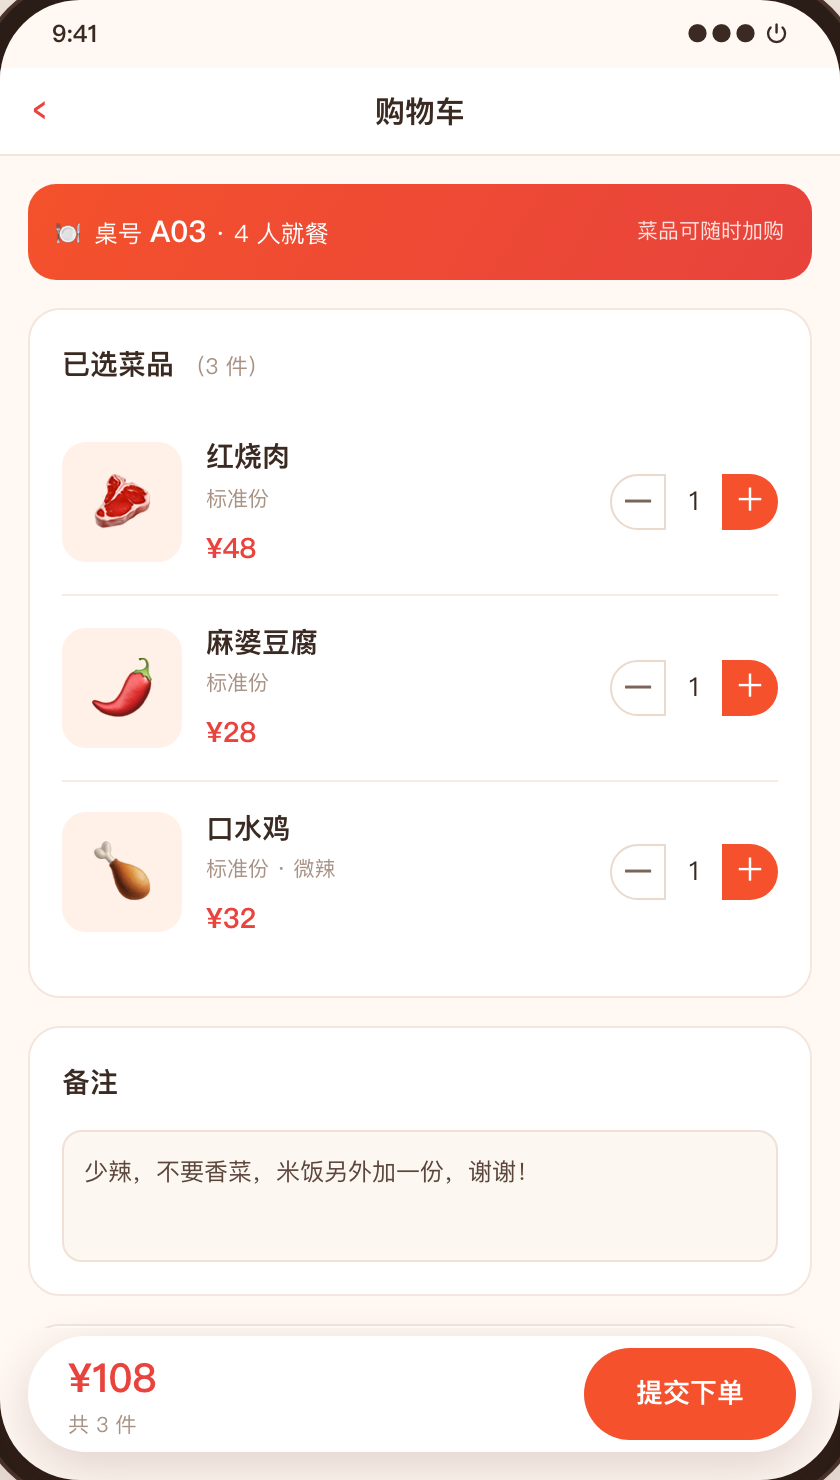 9:41
<
购物车
🍽️ 桌号 A03 · 4 人就餐
菜品可随时加购
已选菜品 (3 件)
红烧肉
标准份
¥48
— 1 +
麻婆豆腐
标准份
¥28
— 1 +
口水鸡
标准份 · 微辣
¥32
— 1 +
备注
少辣，不要香菜，米饭另外加一份，谢谢！
¥108
共 3 件
提交下单